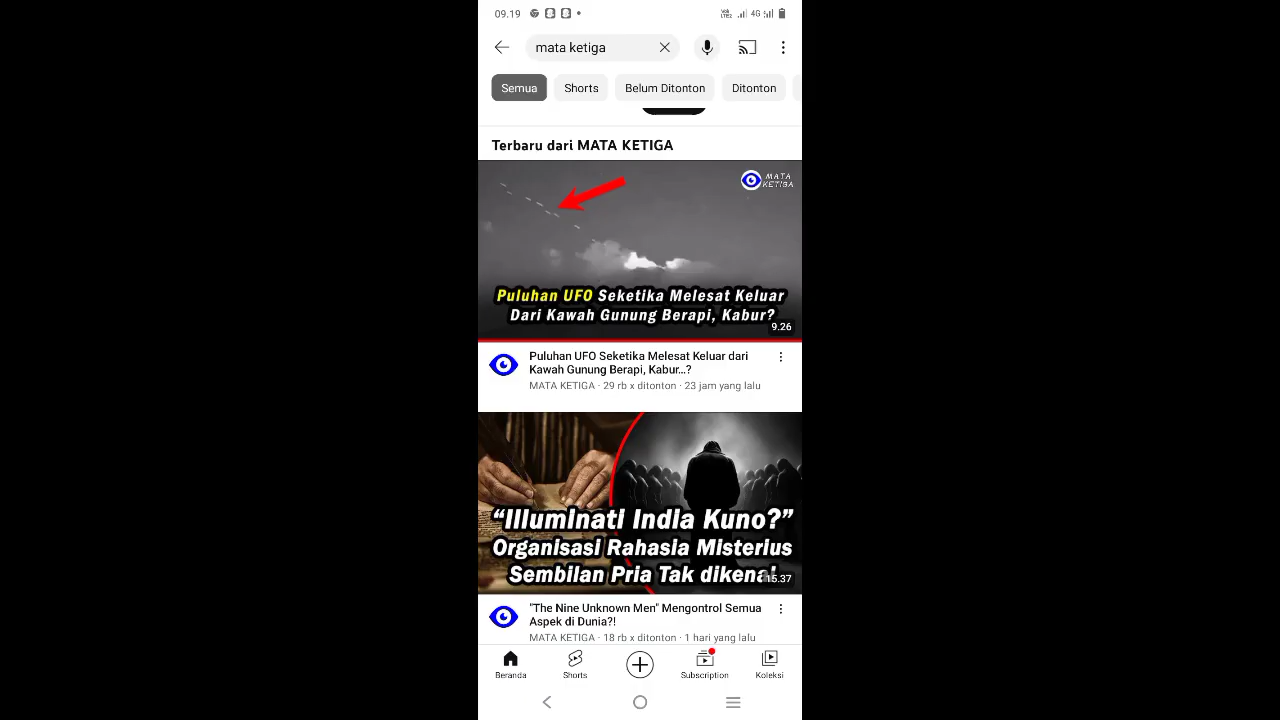 09.19
4G
mata ketiga
Semua
Shorts
Belum Ditonton
Ditonton
Terbaru dari MATA KETIGA
MATA
KETIGA
Puluhan UFO Seketika Melesat Keluar
Dari Kawah Gunung Berapi, Kabur?
9.26
Puluhan UFO Seketika Melesat Keluar dari
Kawah Gunung Berapi, Kabur...?
MATA KETIGA · 29 rb x ditonton · 23 jam yang lalu
“Illuminati India Kuno?”
Organisasi Rahasia Misterius
Sembilan Pria Tak dikenal
15.37
"The Nine Unknown Men" Mengontrol Semua
Aspek di Dunia?!
MATA KETIGA · 18 rb x ditonton · 1 hari yang lalu
Beranda
Shorts
Subscription
Koleksi